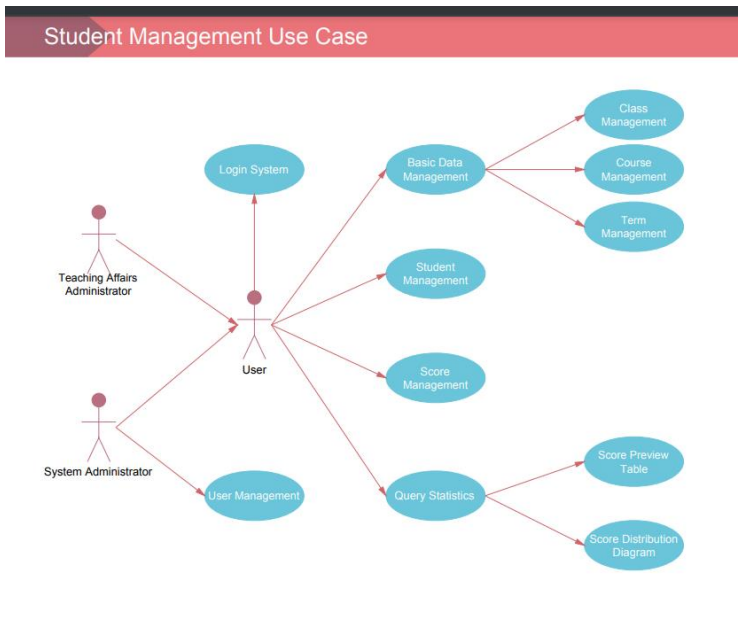 Student Management Use Case
Class
Management
Login System
Basic Data
Management
Course
Management
Term
Management
Teaching Affairs
Administrator
Student
Management
User
Score
Management
System Administrator
User Management
Query Statistics
Score Preview
Table
Score Distribution
Diagram